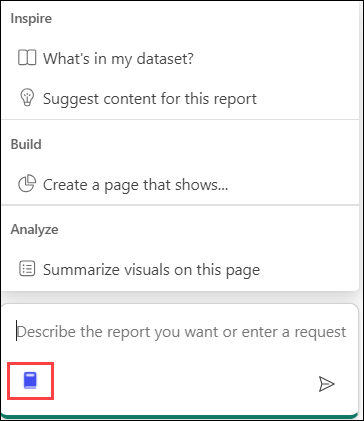 Inspire
What's in my dataset?
Suggest content for this report
Build
Create a page that shows...
Analyze
Summarize visuals on this page
Describe the report you want or enter a request